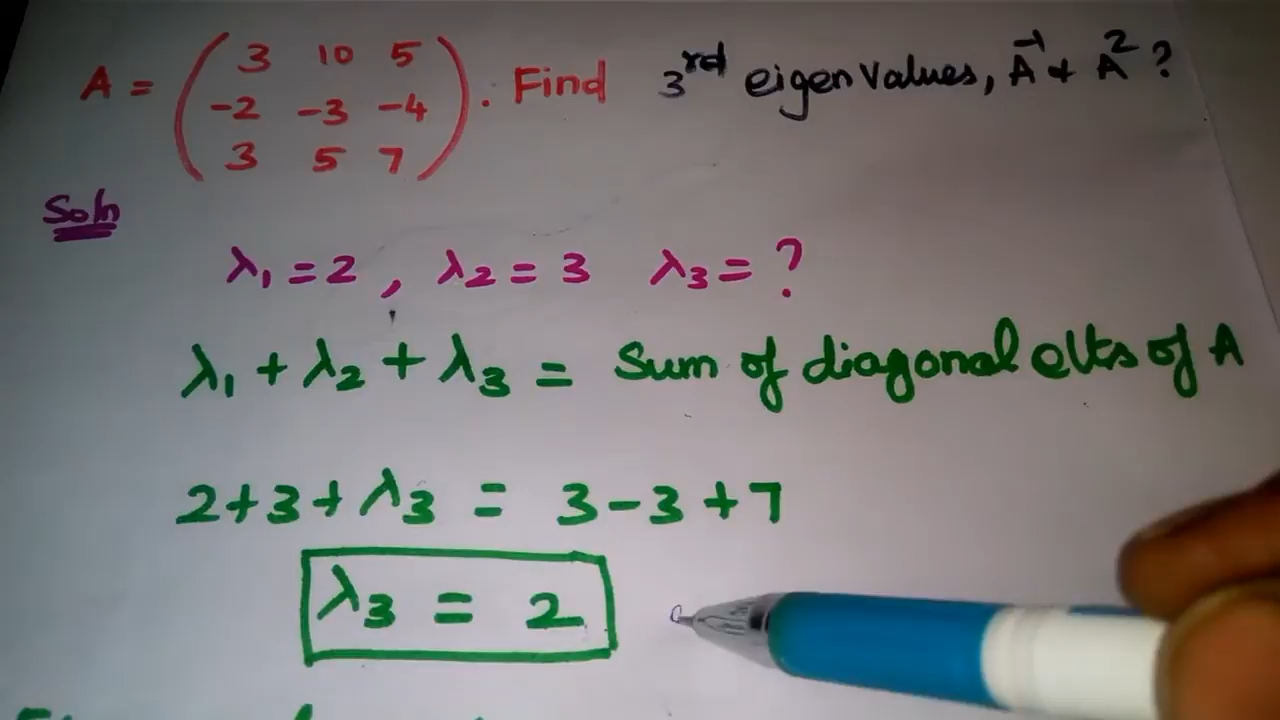 A = ( 3 10 5 . Find 3rd eigen values, A⁻¹ & A² ?
-2 -3 -4
3 5 7 )
Soln
λ₁ = 2 , λ₂ = 3 λ₃ = ?
λ₁ + λ₂ + λ₃ = Sum of diagonal elts of A
2 + 3 + λ₃ = 3 - 3 + 7
λ₃ = 2